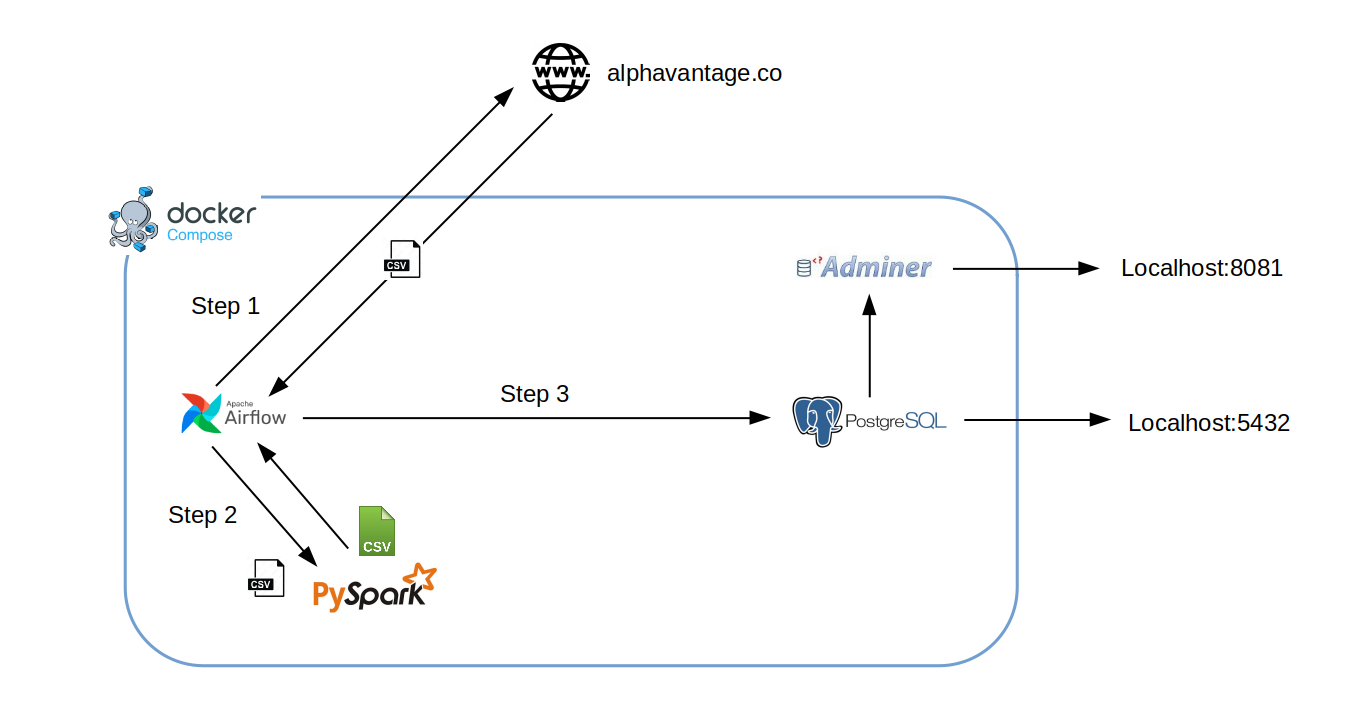 www.
alphavantage.co
docker
Compose
CSV
Step 1
<?
Adminer
Localhost:8081
Apache
Airflow
Step 3
PostgreSQL
Localhost:5432
Step 2
CSV
CSV
PySpark